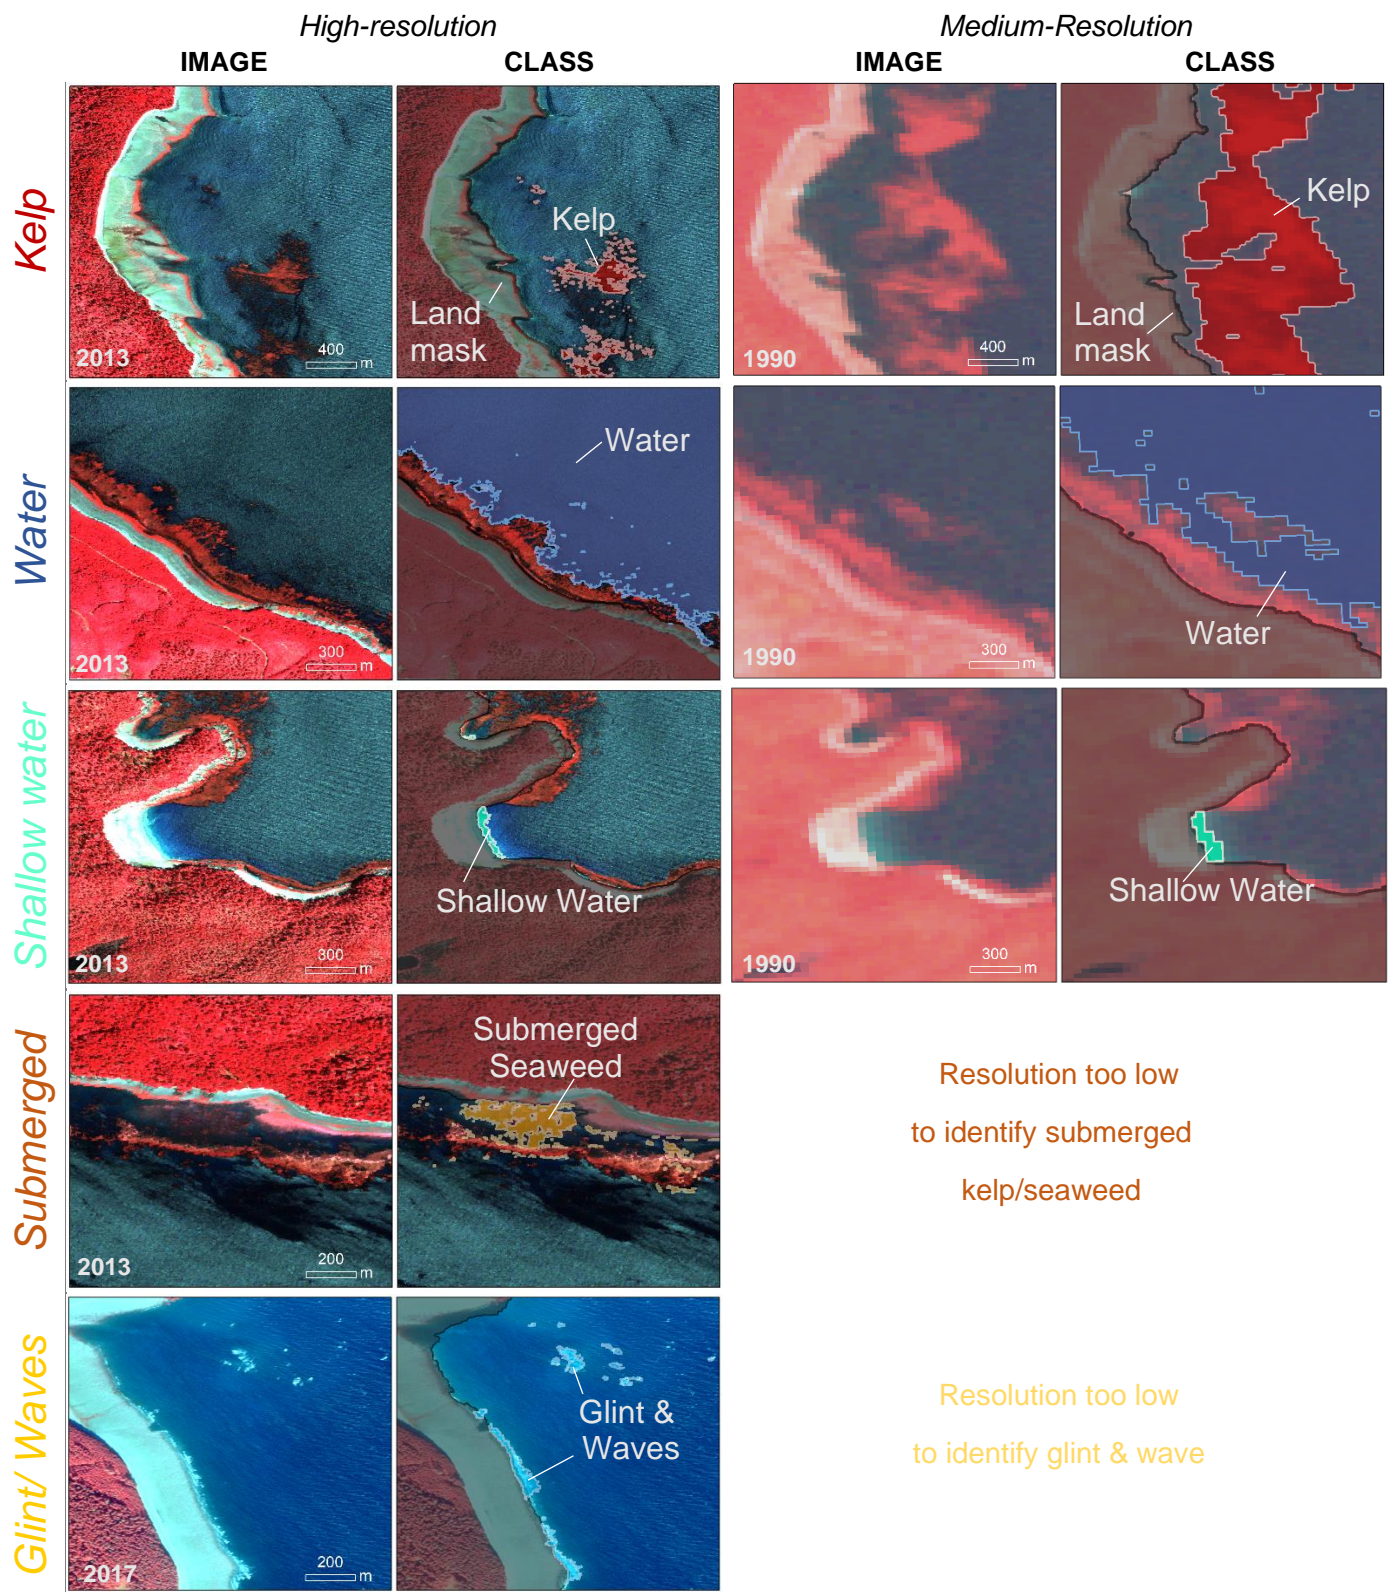 High-resolution
Medium-Resolution
IMAGE
CLASS
IMAGE
CLASS
Kelp
2013
400
m
Kelp
Land
mask
1990
400
m
Kelp
Land
mask
Water
2013
300
m
Water
1990
300
m
Water
Shallow water
2013
300
m
Shallow Water
1990
300
m
Shallow Water
Submerged
2013
200
m
Submerged
Seaweed
Resolution too low
to identify submerged
kelp/seaweed
Glint/ Waves
2017
200
m
Glint &
Waves
Resolution too low
to identify glint & wave